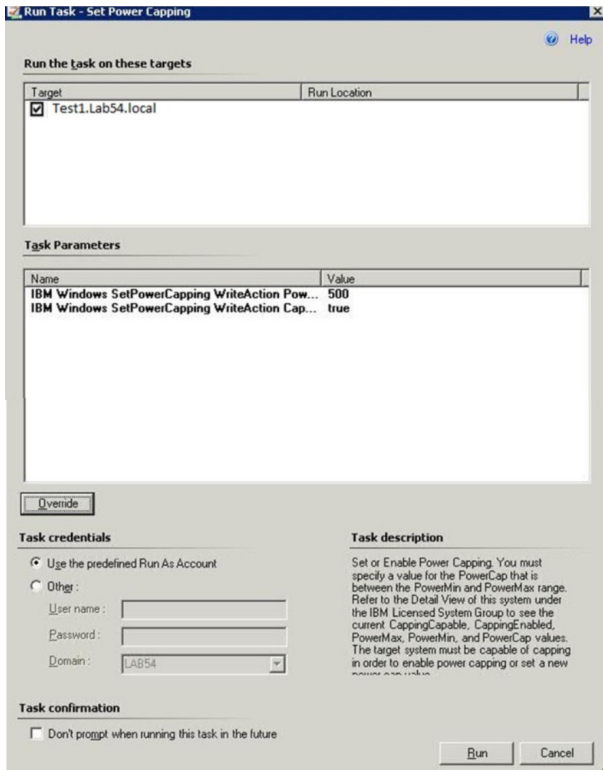 Run Task - Set Power Capping
Help
Run the task on these targets
Target Run Location
Test1.Lab54.local
Task Parameters
Name Value
IBM Windows SetPowerCapping WriteAction Pow... 500
IBM Windows SetPowerCapping WriteAction Cap... true
Override
Task credentials
Use the predefined Run As Account
Other :
User name :
Password :
Domain : LAB54
Task description
Set or Enable Power Capping. You must
specify a value for the PowerCap that is
between the PowerMin and PowerMax range.
Refer to the Detail View of this system under
the IBM Licensed System Group to see the
current CappingCapable, CappingEnabled,
PowerMax, PowerMin, and PowerCap values.
The target system must be capable of capping
in order to enable power capping or set a new
power cap value
Task confirmation
Don't prompt when running this task in the future
Run Cancel